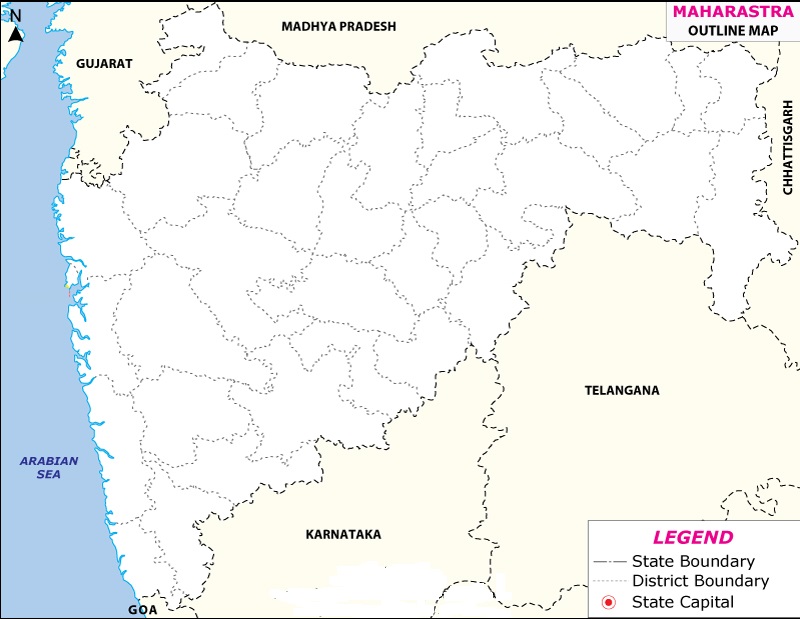 N
MAHARASTRA
OUTLINE MAP
MADHYA PRADESH
GUJARAT
CHHATTISGARH
TELANGANA
ARABIAN
SEA
KARNATAKA
GOA
LEGEND
State Boundary
District Boundary
State Capital